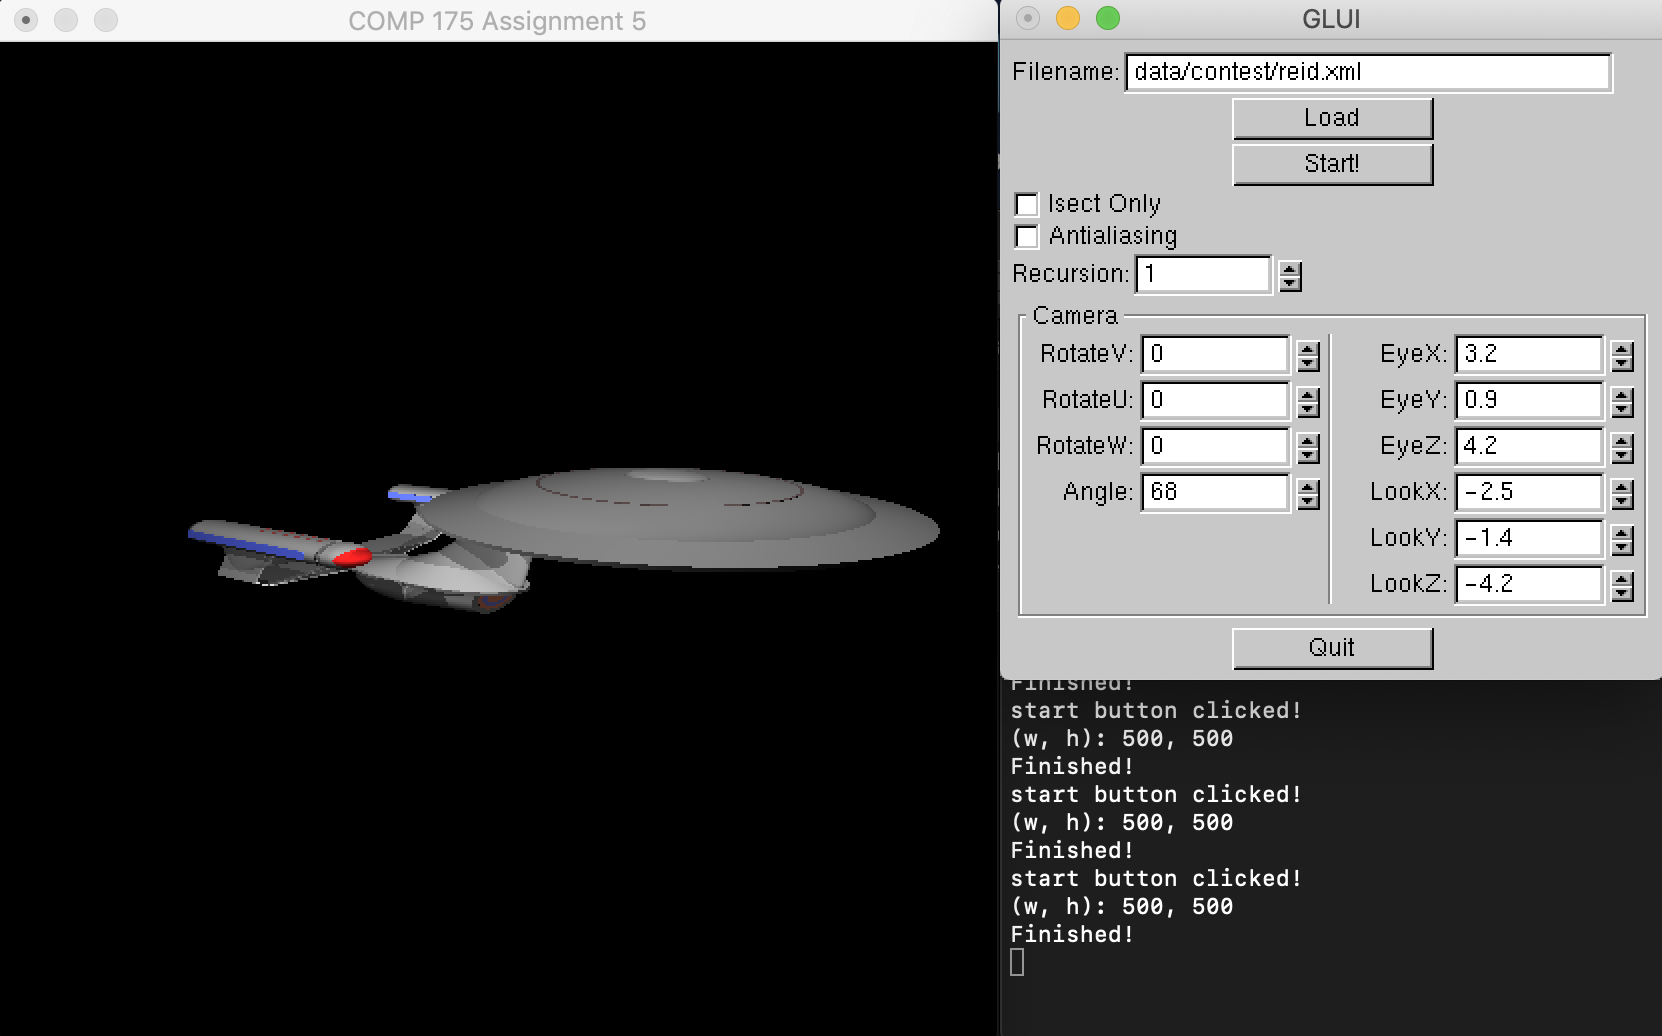 COMP 175 Assignment 5
GLUI
Filename: data/contest/reid.xml
Load
Start!
Isect Only
Antialiasing
Recursion: 1
Camera
RotateV: 0
RotateU: 0
RotateW: 0
Angle: 68
EyeX: 3.2
EyeY: 0.9
EyeZ: 4.2
LookX: -2.5
LookY: -1.4
LookZ: -4.2
Quit
Finished!
start button clicked!
(w, h): 500, 500
Finished!
start button clicked!
(w, h): 500, 500
Finished!
start button clicked!
(w, h): 500, 500
Finished!